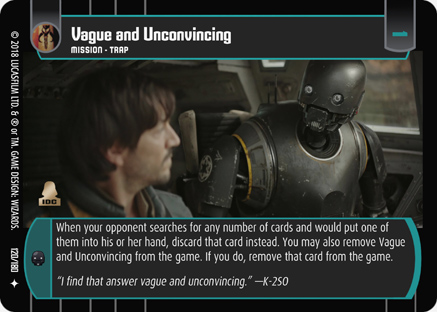 Vague and Unconvincing
MISSION • TRAP
© 2018 LUCASFILM LTD. & ® or TM. GAME DESIGN: WIZARDS.
IDC
When your opponent searches for any number of cards and would put one of
them into his or her hand, discard that card instead. You may also remove Vague
and Unconvincing from the game. If you do, remove that card from the game.
"I find that answer vague and unconvincing." —K-2SO